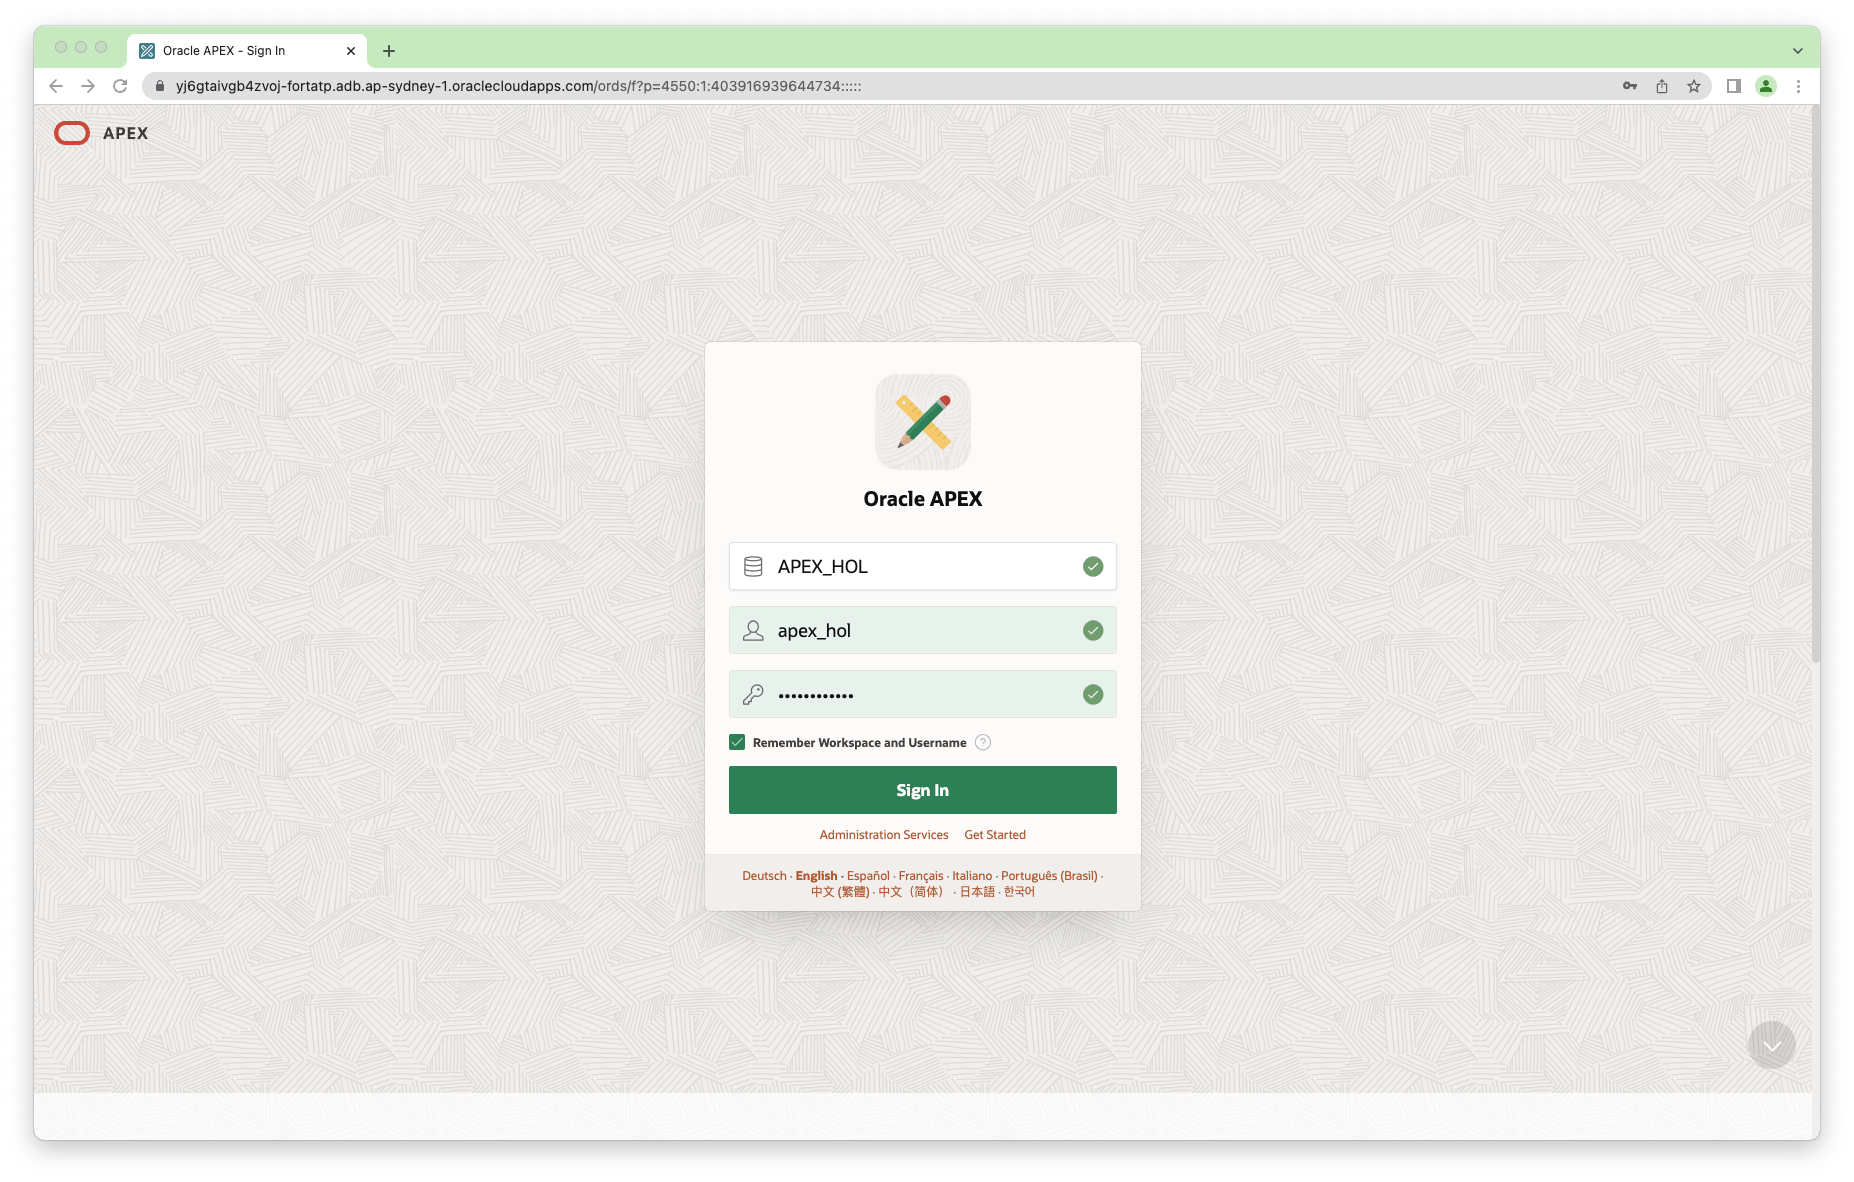 Oracle APEX - Sign In
yj6gtaivgb4zvoj-fortatp.adb.ap-sydney-1.oraclecloudapps.com/ords/f?p=4550:1:403916939644734:::::
APEX
Oracle APEX
APEX_HOL
apex_hol
••••••••••••
Remember Workspace and Username ?
Sign In
Administration Services Get Started
Deutsch · English · Español · Français · Italiano · Português (Brasil) ·
中文 (繁體) · 中文（简体） · 日本語 · 한국어